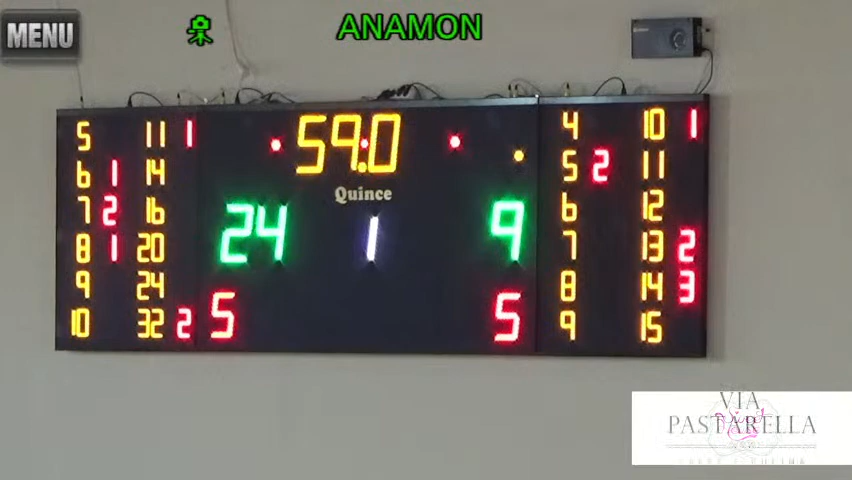 MENU ANAMON
5 11 1 59.0 4 10 1
6 1 14 5 2 11
Quince
7 2 16 24 1 9 6 12
8 1 20 7 13 2
9 24 8 14 3
10 32 2 5 5 9 15
VIA
PASTARELLA